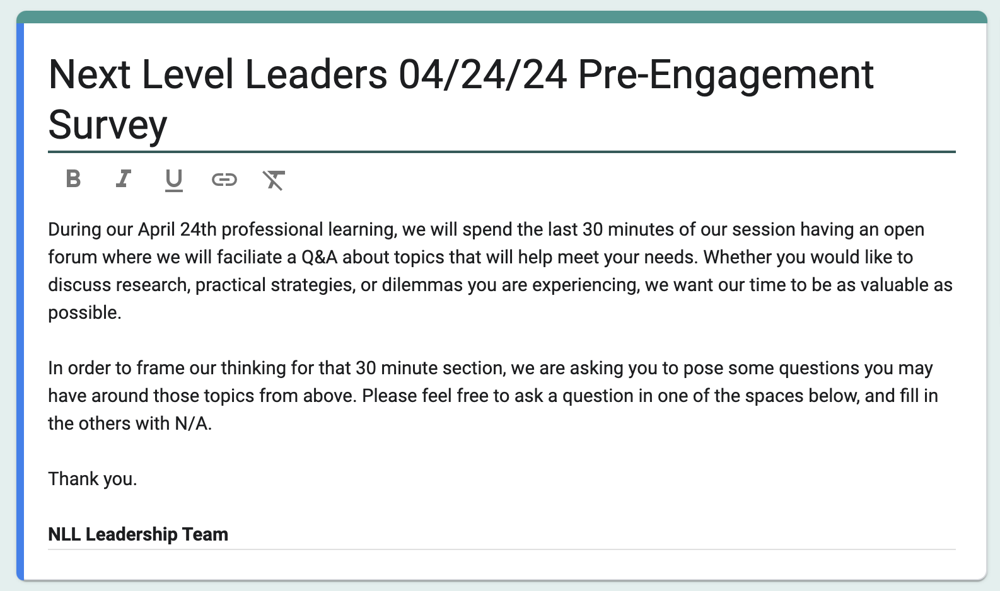 Next Level Leaders 04/24/24 Pre-Engagement
Survey
B I U
During our April 24th professional learning, we will spend the last 30 minutes of our session having an open
forum where we will faciliate a Q&A about topics that will help meet your needs. Whether you would like to
discuss research, practical strategies, or dilemmas you are experiencing, we want our time to be as valuable as
possible.
In order to frame our thinking for that 30 minute section, we are asking you to pose some questions you may
have around those topics from above. Please feel free to ask a question in one of the spaces below, and fill in
the others with N/A.
Thank you.
NLL Leadership Team